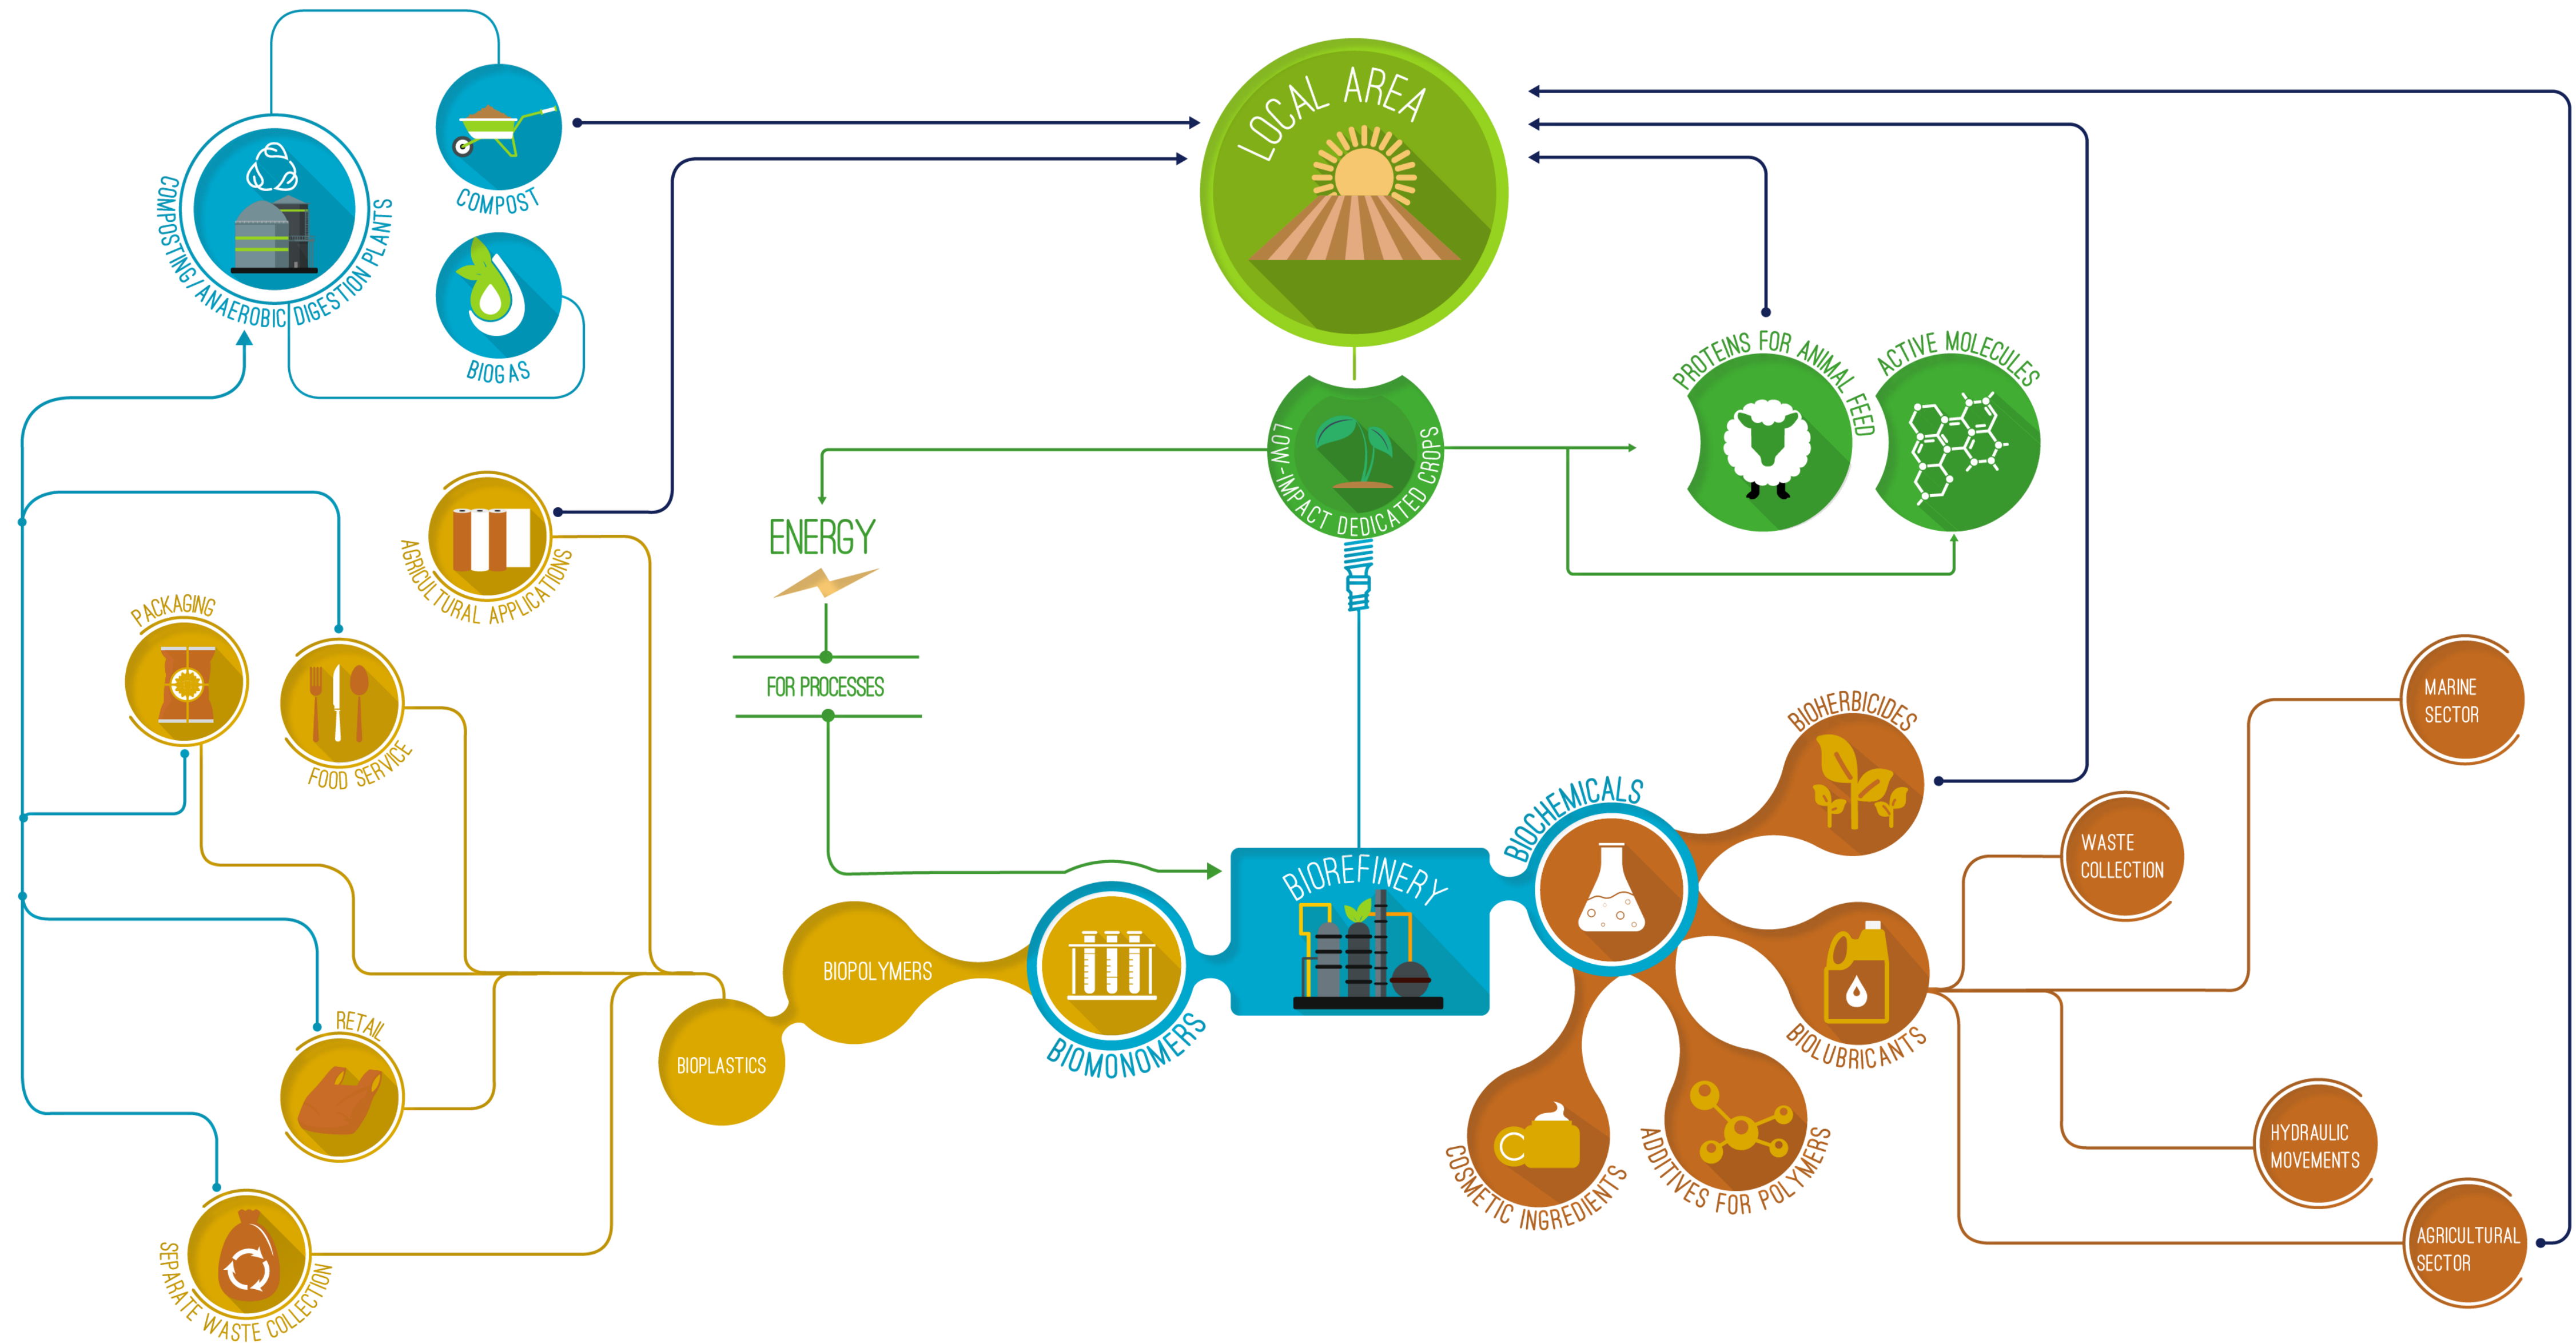 LOCAL AREA
COMPOST
COMPOSTING/ANAEROBIC DIGESTION PLANTS
BIOGAS
PROTEINS FOR ANIMAL FEED
ACTIVE MOLECULES
LOW-IMPACT DEDICATED CROPS
ENERGY
FOR PROCESSES
AGRICULTURAL APPLICATIONS
PACKAGING
FOOD SERVICE
RETAIL
SEPARATE WASTE COLLECTION
BIOPLASTICS
BIOPOLYMERS
BIOMONOMERS
BIOREFINERY
BIOCHEMICALS
BIOHERBICIDES
BIOLUBRICANTS
ADDITIVES FOR POLYMERS
COSMETIC INGREDIENTS
MARINE
SECTOR
WASTE
COLLECTION
HYDRAULIC
MOVEMENTS
AGRICULTURAL
SECTOR